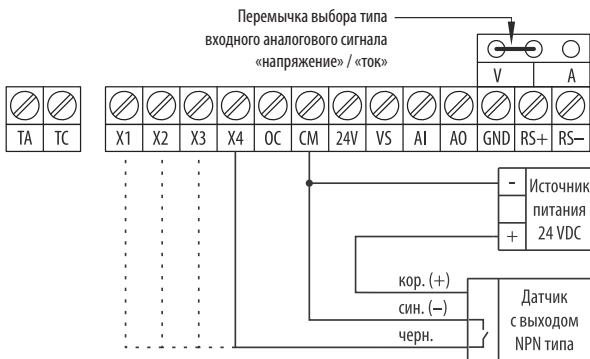 Перемычка выбора типа
входного аналогового сигнала
«напряжение» / «ток»
V A
TA TC X1 X2 X3 X4 OC CM 24V VS AI AO GND RS+ RS–
- Источник
питания
+ 24 VDC
кор. (+)
син. (–)
черн.
Датчик
с выходом
NPN типа